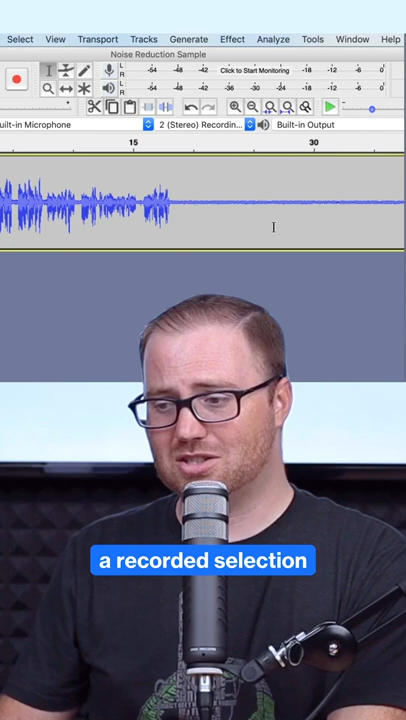 Select View Transport Tracks Generate Effect Analyze Tools Window Help
Noise Reduction Sample
L -54 -48 -42 Click to Start Monitoring -18 -12 -6 0
R
L -54 -48 -42 -36 -30 -24 -18 -12 -6 0
R
uilt-in Microphone 2 (Stereo) Recordin... Built-in Output
15 30
a recorded selection